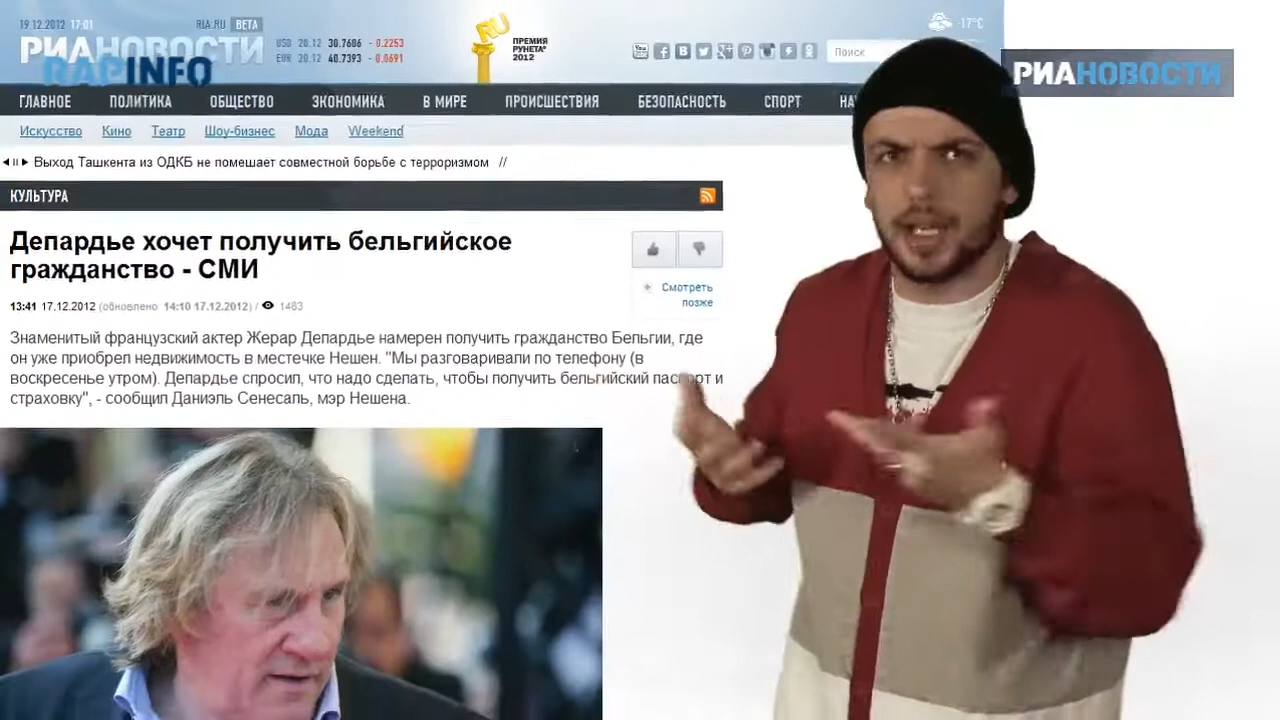 19.12.2012 17:01
RIA.RU BETA
РИАНОВОСТИ
RAPINFO
USD 20.12 30.7686 - 0.2253
EUR 20.12 40.7393 - 0.0691
RU
ПРЕМИЯ
РУНЕТА
2012
Поиск
-17°C
РИАНОВОСТИ
ГЛАВНОЕ ПОЛИТИКА ОБЩЕСТВО ЭКОНОМИКА В МИРЕ ПРОИСШЕСТВИЯ БЕЗОПАСНОСТЬ СПОРТ
Искусство Кино Театр Шоу-бизнес Мода Weekend
Выход Ташкента из ОДКБ не помешает совместной борьбе с терроризмом //
КУЛЬТУРА
Депардье хочет получить бельгийское
гражданство - СМИ
Смотреть
позже
13:41 17.12.2012 (обновлено 14:10 17.12.2012) / 1483
Знаменитый французский актер Жерар Депардье намерен получить гражданство Бельгии, где
он уже приобрел недвижимость в местечке Нешен. "Мы разговаривали по телефону (в
воскресенье утром). Депардье спросил, что надо сделать, чтобы получить бельгийский паспорт и
страховку", - сообщил Даниэль Сенесаль, мэр Нешена.